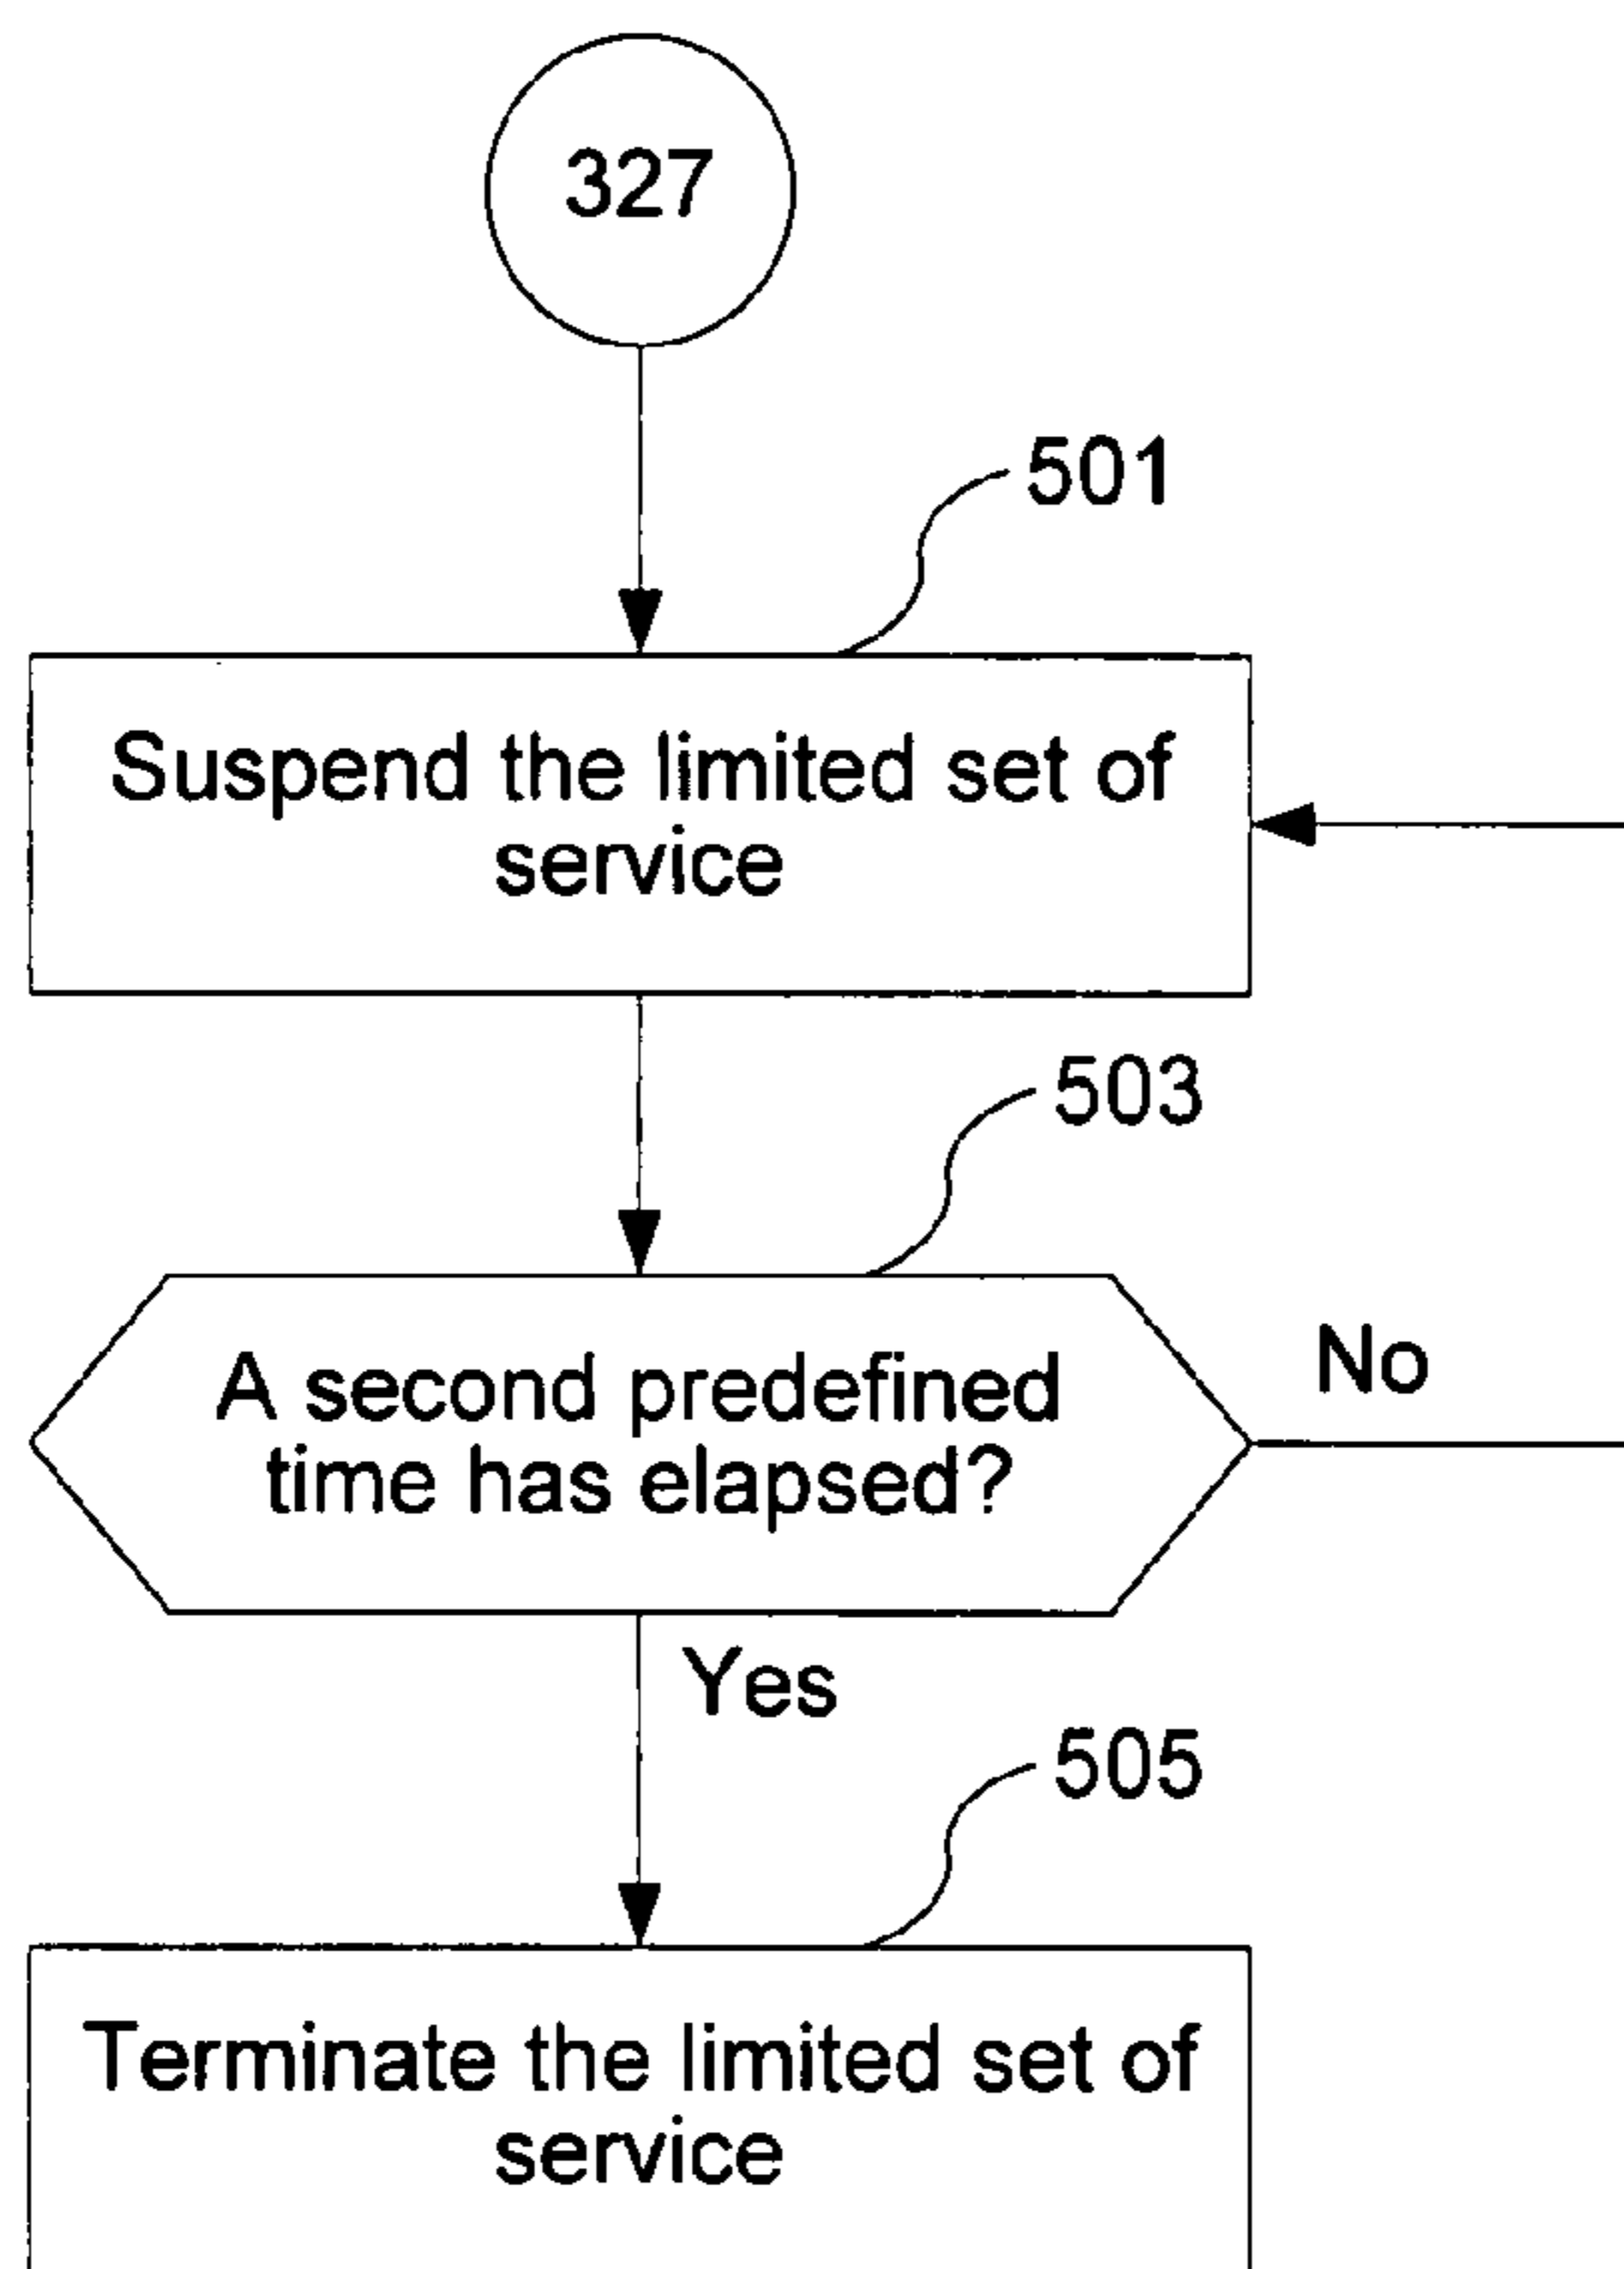 327
501
Suspend the limited set of
service
503
A second predefined
time has elapsed?
No
Yes
505
Terminate the limited set of
service